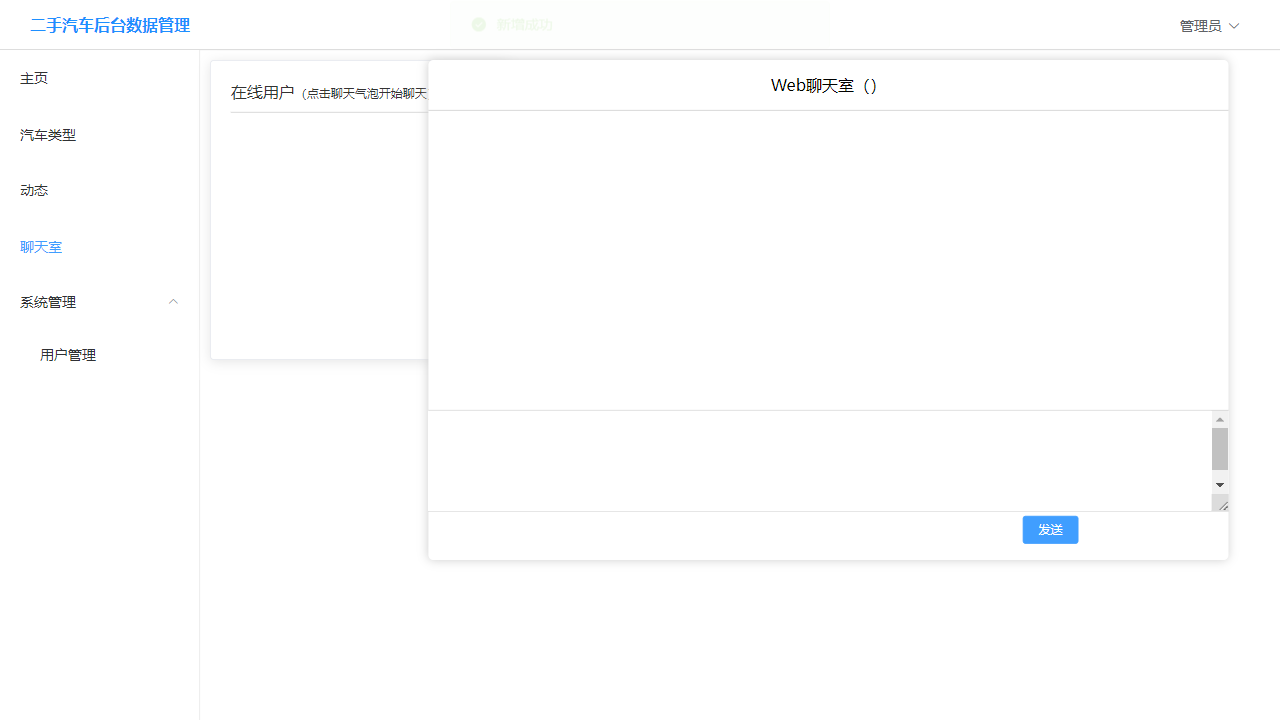 二手汽车后台数据管理
新增成功
管理员
主页
汽车类型
动态
聊天室
系统管理
用户管理
在线用户（点击聊天气泡开始聊天
Web聊天室（）
发送